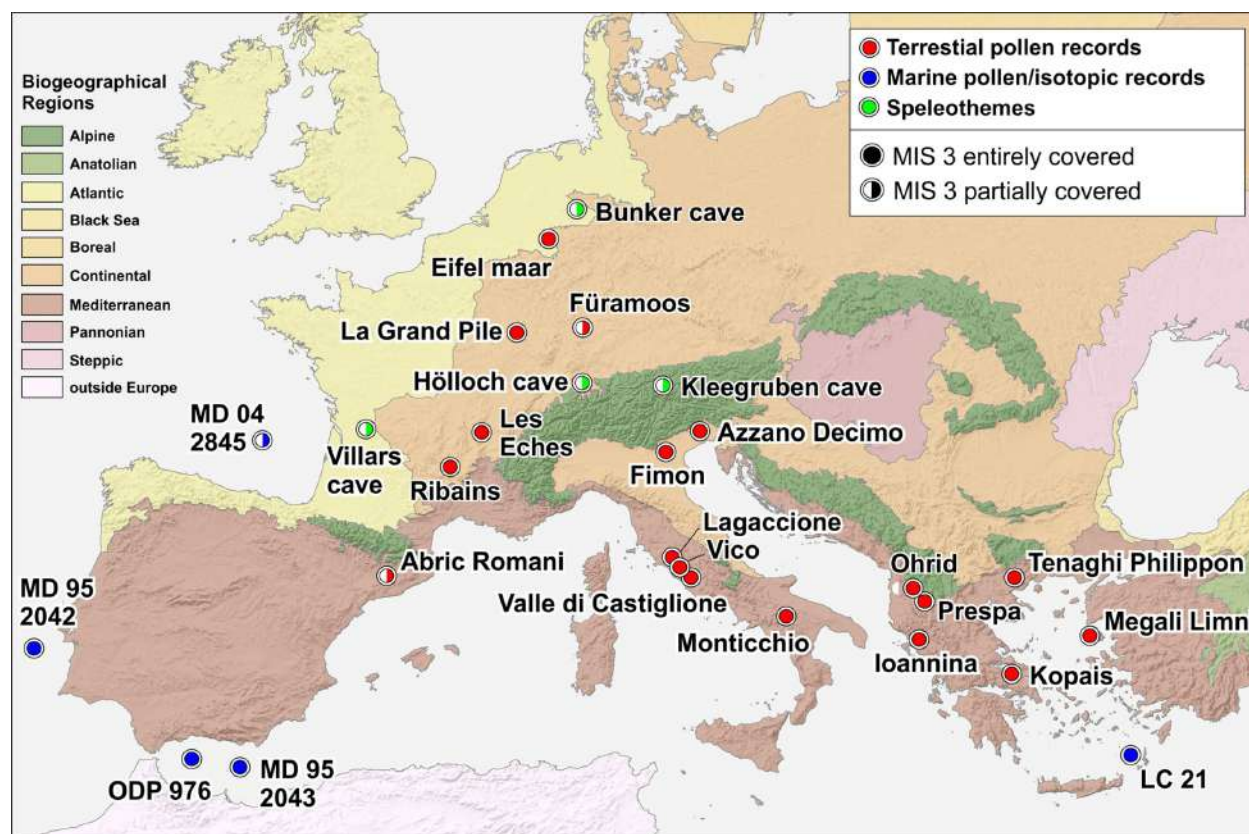 Biogeographical
Regions
Alpine
Anatolian
Atlantic
Black Sea
Boreal
Continental
Mediterranean
Pannonian
Steppic
outside Europe
Terrestial pollen records
Marine pollen/isotopic records
Speleothemes
MIS 3 entirely covered
MIS 3 partially covered
Bunker cave
Eifel maar
Füramoos
La Grand Pile
Hölloch cave
Kleegruben cave
MD 04
2845
Villars
cave
Les
Eches
Ribains
Azzano Decimo
Fimon
Lagaccione
Vico
Valle di Castiglione
Abric Romani
Monticchio
Ohrid
Prespa
Tenaghi Philippon
Megali Limn
Ioannina
Kopais
MD 95
2042
ODP 976
MD 95
2043
LC 21